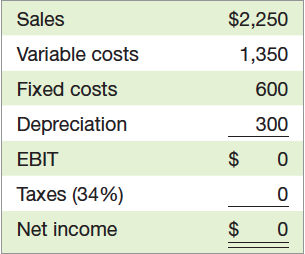 Sales $2,250
Variable costs 1,350
Fixed costs 600
Depreciation 300
EBIT $ 0
Taxes (34%) 0
Net income $ 0